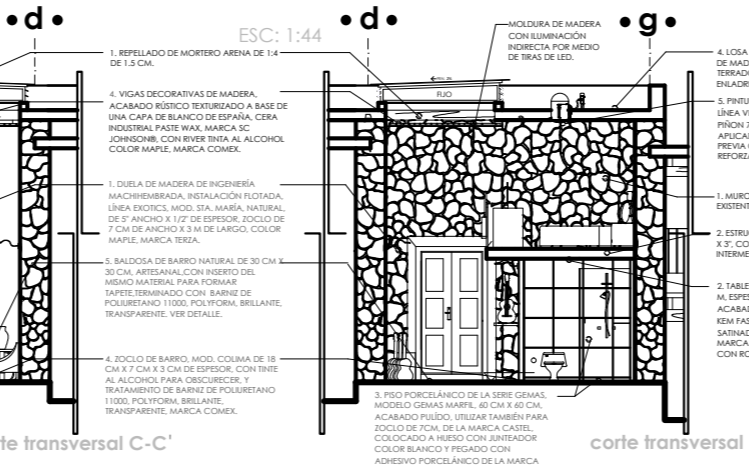 • d •
ESC: 1:44
• d •
• g •
1. REPELLADO DE MORTERO ARENA DE 1:4
DE 1.5 CM.
4. VIGAS DECORATIVAS DE MADERA,
ACABADO RÚSTICO TEXTURIZADO A BASE DE
UNA CAPA DE BLANCO DE ESPAÑA, CERA
INDUSTRIAL PASTE WAX, MARCA SC
JOHNSON®, CON RIVER TINTA AL ALCOHOL
COLOR MAPLE, MARCA COMEX.
1. DUELA DE MADERA DE INGENIERÍA
MACHIHEMBRADA, INSTALACIÓN FLOTADA,
LÍNEA EXOTICS, MOD. STA. MARÍA, NATURAL,
DE 5" ANCHO X 1/2" DE ESPESOR, ZOCLO DE
7 CM DE ANCHO X 3 M DE LARGO, COLOR
MAPLE, MARCA TERZA.
5. BALDOSA DE BARRO NATURAL DE 30 CM X
30 CM, ARTESANAL,CON INSERTO DEL
MISMO MATERIAL PARA FORMAR
TAPETE,TERMINADO CON BARNIZ DE
POLIURETANO 11000, POLYFORM, BRILLANTE,
TRANSPARENTE. VER DETALLE.
4. ZOCLO DE BARRO, MOD. COLIMA DE 18
CM X 7 CM X 3 CM DE ESPESOR, CON TINTE
AL ALCOHOL PARA OBSCURECER, Y
TRATAMIENTO DE BARNIZ DE POLIURETANO
11000, POLYFORM, BRILLANTE,
TRANSPARENTE, MARCA COMEX.
te transversal C-C'
MOLDURA DE MADERA
CON ILUMINACIÓN
INDIRECTA POR MEDIO
DE TIRAS DE LED.
FIJO
3. PISO PORCELÁNICO DE LA SERIE GEMAS,
MODELO GEMAS MARFIL, 60 CM X 60 CM,
ACABADO PULÍDO, UTILIZAR TAMBIÉN PARA
ZOCLO DE 7CM, DE LA MARCA CASTEL,
COLOCADO A HUESO CON JUNTEADOR
COLOR BLANCO Y PEGADO CON
ADHESIVO PORCELÁNICO DE LA MARCA
4. LOSA
DE MAD
TERRADO
ENLADRI
5. PINTU
LÍNEA VI
PIÑON 7
APLICA
PREVIA
REFORZA
1. MURO
EXISTENT
2. ESTRUC
X 3", CO
INTERME
2. TABLE
M, ESPES
ACABAD
KEM FAS
SATINAD
MARCA
CON RO
corte transversal